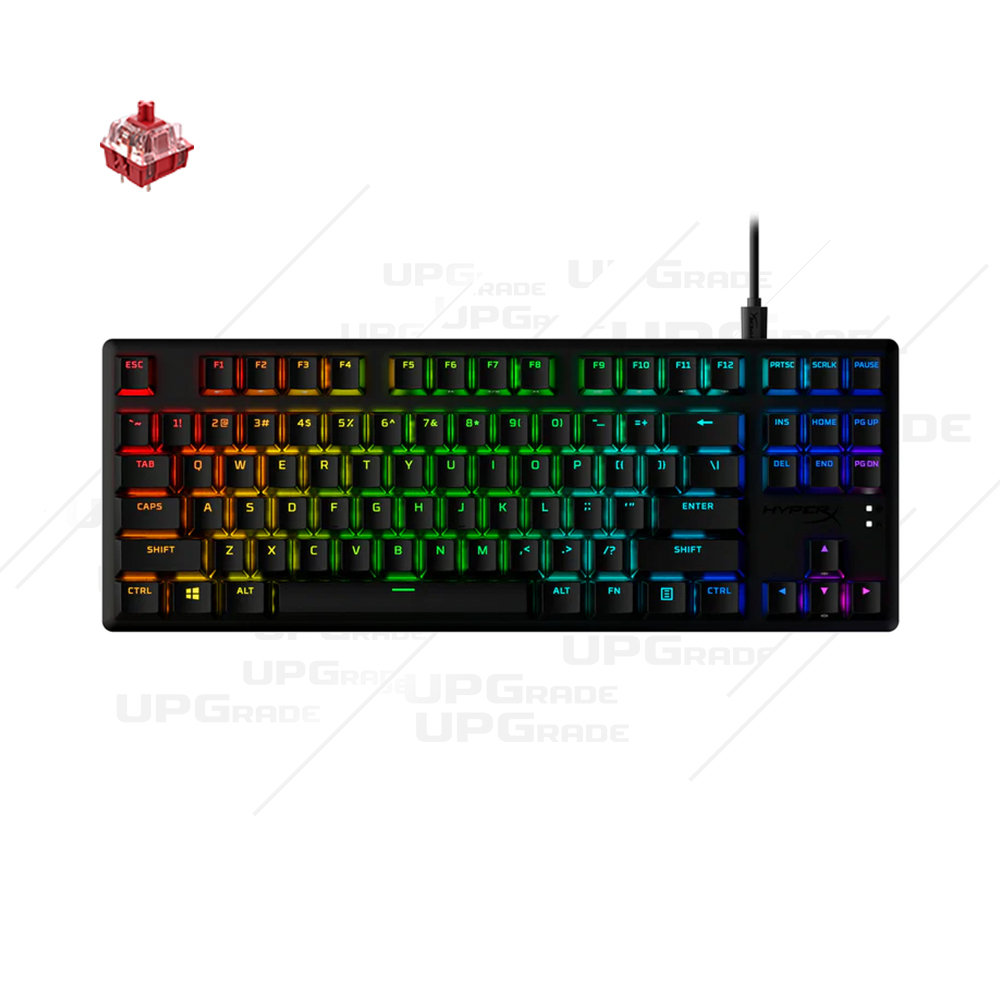 UPGRADE UPGRADE
UPGRADE UPGRADE UPGRADE
ESC F1 F2 F3 F4 F5 F6 F7 F8 F9 F10 F11 F12 PRTSC SCRLK PAUSE
`~ 1! 2@ 3# 4$ 5% 6^ 7& 8* 9( 0) -_ =+ ← INS HOME PG UP
TAB Q W E R T Y U I O P [{ ]} \| DEL END PG DN
CAPS A S D F G H J K L ;: '" ENTER HYPERX
SHIFT Z X C V B N M ,< .> /? SHIFT ▲
CTRL ALT ALT FN CTRL ◄ ▼ ►
UPGRADE
UPGRADE UPGRADE
UPGRADE UPGRADE